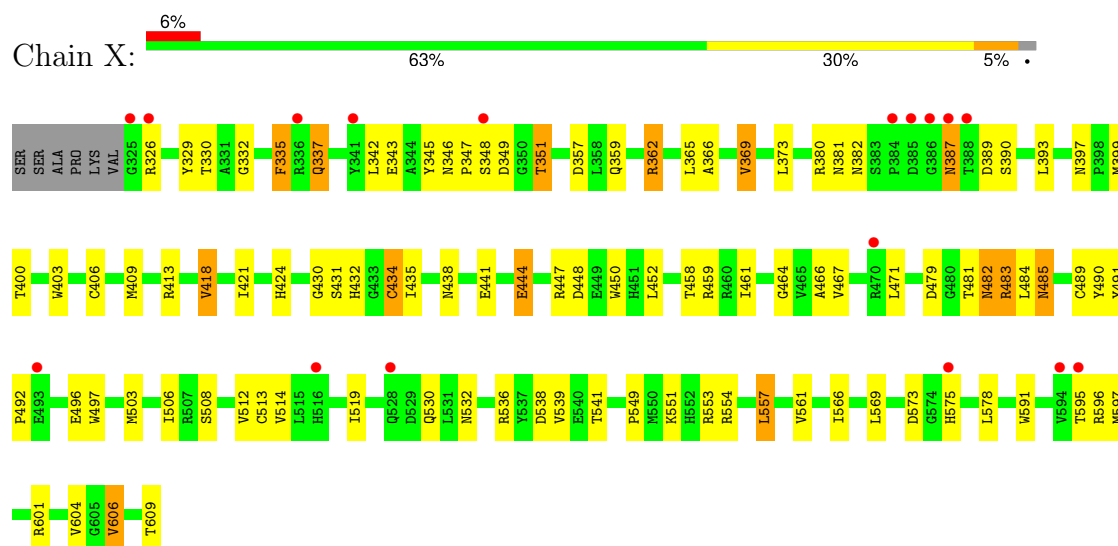 6%
Chain X:
63% 30% 5% •
SER SER ALA PRO LYS VAL G325 R326 Y329 T330 A331 G332 F335 R336 Q337 Y341 L342 E343 A344 Y345 N346 P347 S348 D349 G350 T351 D357 L358 Q359 R362 L365 A366 V369 L373 R380 N381 N382 S383 P384 D385 G386 N387 T388 D389 S390 L393 N397 P398 M399
T400 W403 C406 M409 R413 V418 I421 H424 G430 S431 H432 G433 C434 I435 N438 E441 E444 R447 D448 E449 W450 H451 L452 T458 R459 R460 I461 G464 V465 A466 V467 R470 L471 D479 G480 T481 N482 R483 L484 N485 C489 Y490 Y491
P492 E493 E496 W497 M503 I506 R507 S508 V512 C513 V514 L515 H516 I519 Q528 D529 Q530 L531 N532 R536 Y537 D538 V539 E540 T541 P549 M550 K551 H552 R553 R554 L557 V561 I566 L569 D573 G574 H575 L578 W591 V594 T595 R596 M597
R601 V604 G605 V606 T609